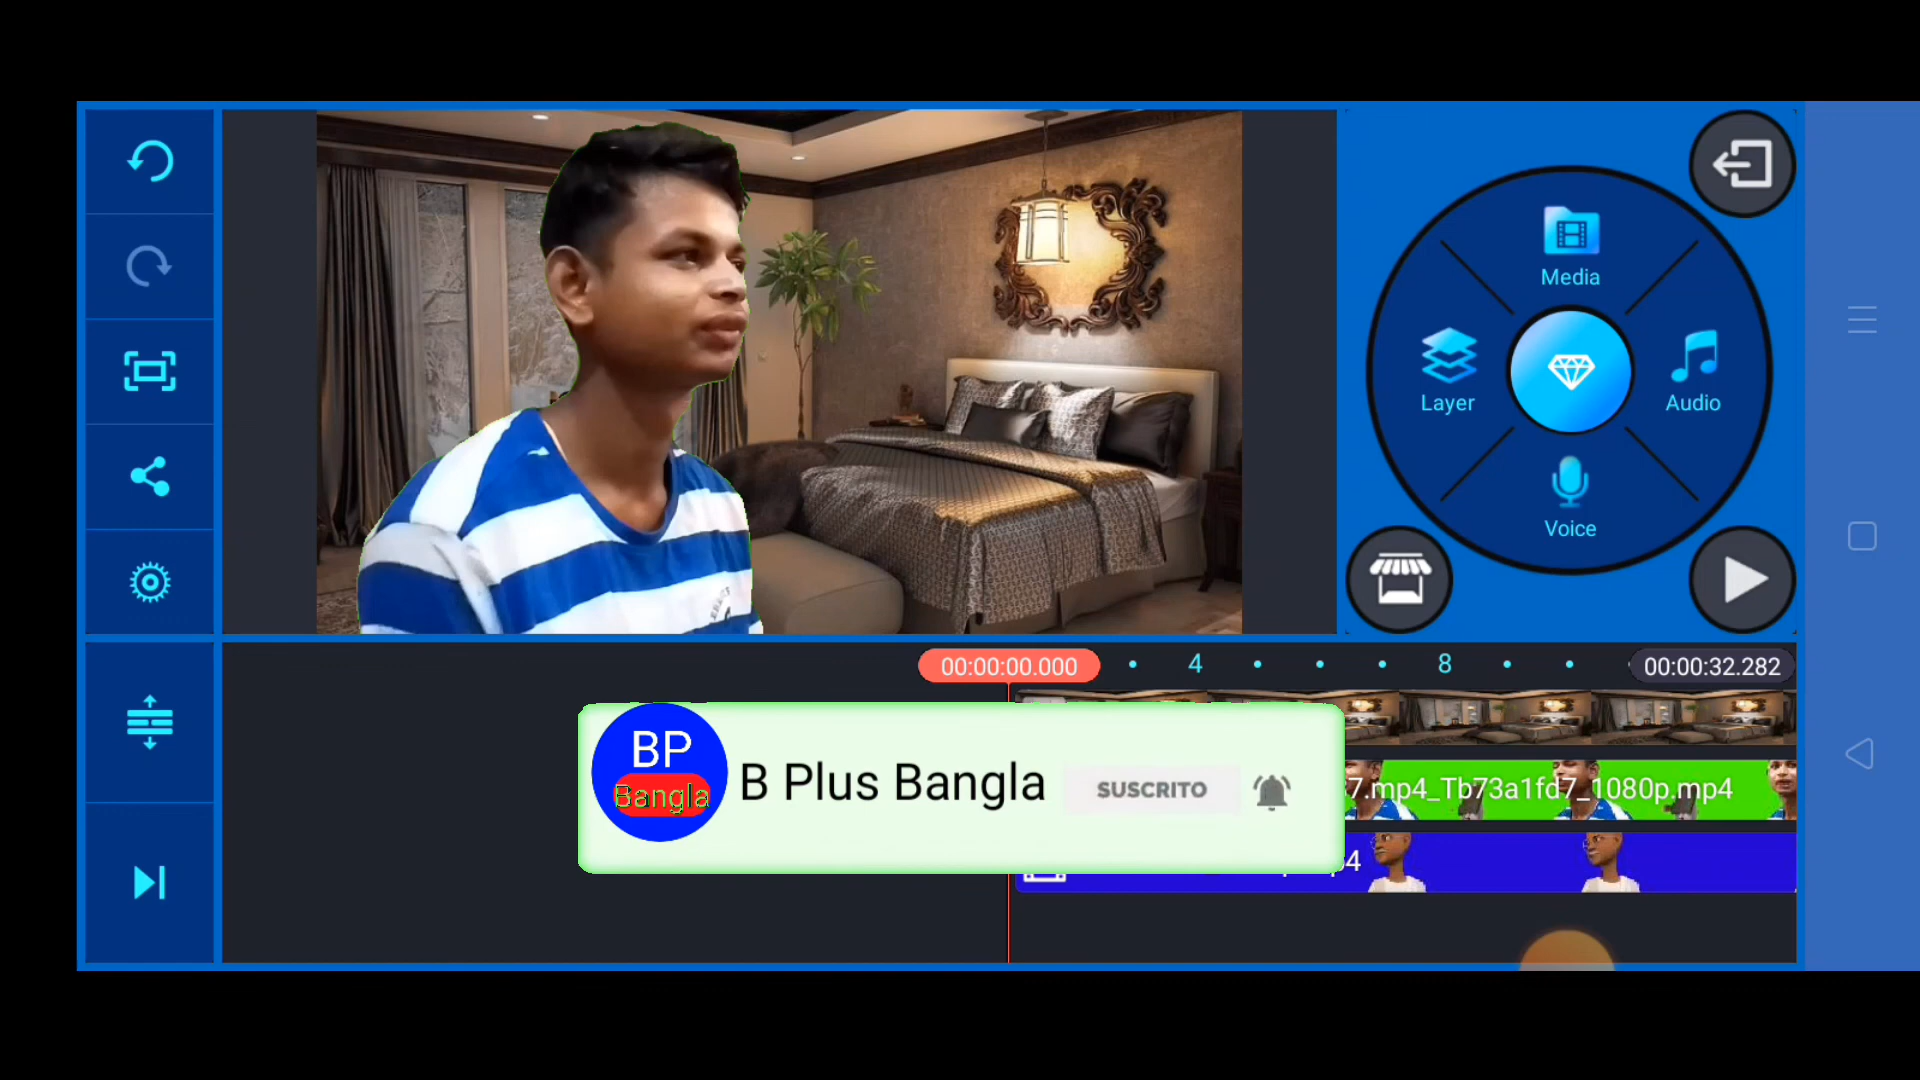 Media
Layer
Audio
Voice
00:00:00.000
4
8
00:00:32.282
BP
Bangla
B Plus Bangla
SUSCRITO
7.mp4_Tb73a1fd7_1080p.mp4